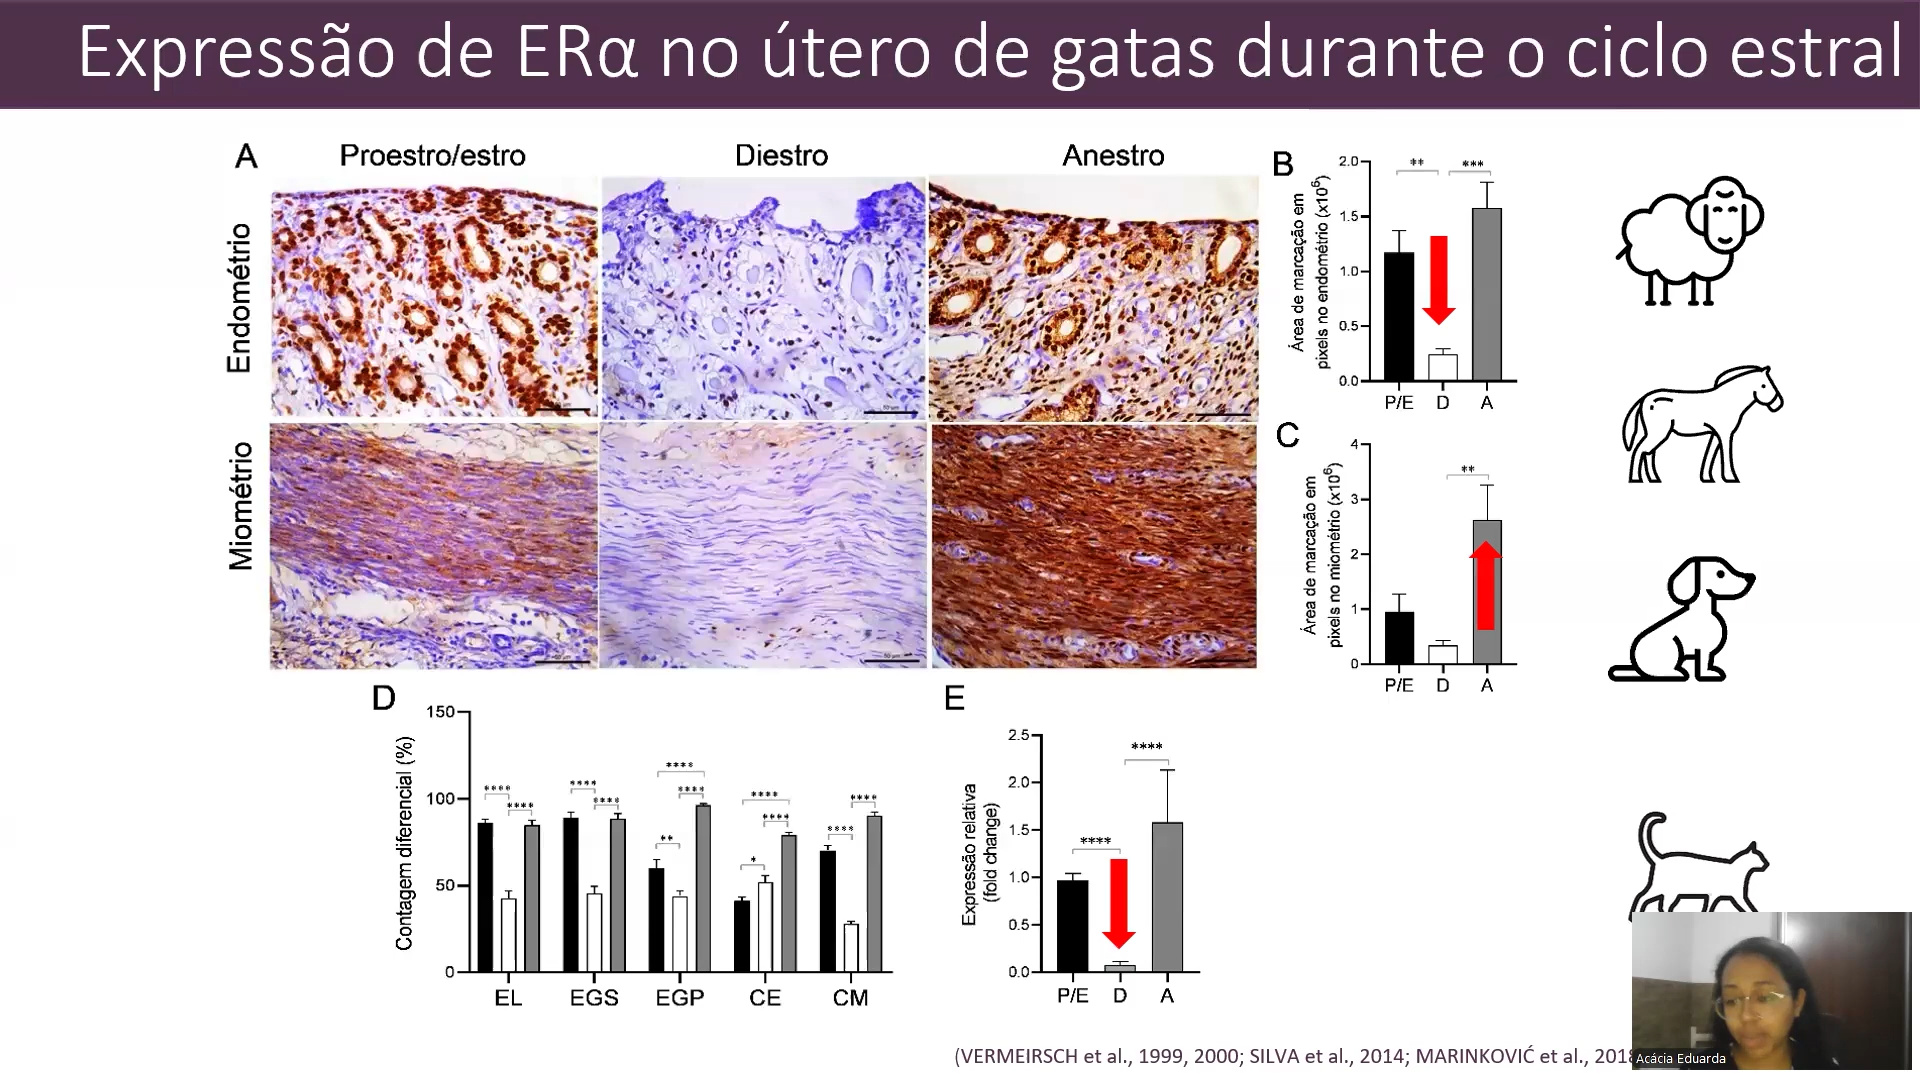 Expressão de ERα no útero de gatas durante o ciclo estral
A
Proestro/estro
Diestro
Anestro
Endométrio
Miométrio
50 µm
B
Área de marcação em
pixels no endométrio (x10⁶)
2.0
1.5
1.0
0.5
0.0
** ***
P/E D A
C
Área de marcação em
pixels no miométrio (x10⁶)
4
3
2
1
0
**
P/E D A
D
Contagem diferencial (%)
150
100
50
0
**** **** **** **** **** ** **** **** * **** **** ****
EL EGS EGP CE CM
E
Expressão relativa
(fold change)
2.5
2.0
1.5
1.0
0.5
0.0
**** ****
P/E D A
(VERMEIRSCH et al., 1999, 2000; SILVA et al., 2014; MARINKOVIĆ et al., 2018
Acácia Eduarda